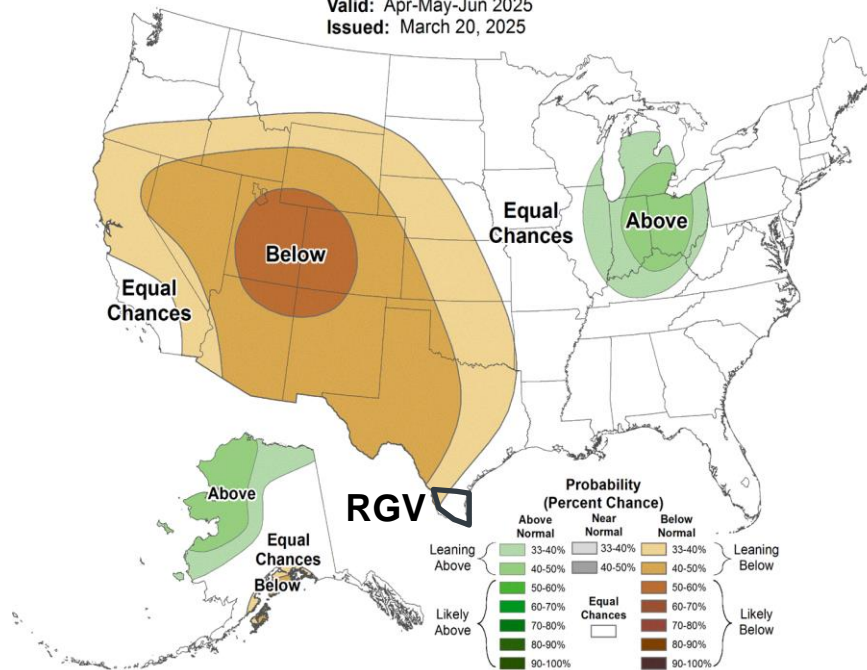 Valid: Apr-May-Jun 2025
Issued: March 20, 2025
Equal
Chances
Above
Below
Equal
Chances
Above
RGV
Equal
Chances
Below
Probability
(Percent Chance)
Above
Normal
Near
Normal
Below
Normal
Leaning
Above
33-40%
33-40%
33-40%
Leaning
Below
40-50%
40-50%
40-50%
Likely
Above
50-60%
Equal
Chances
50-60%
Likely
Below
60-70%
60-70%
70-80%
70-80%
80-90%
80-90%
90-100%
90-100%